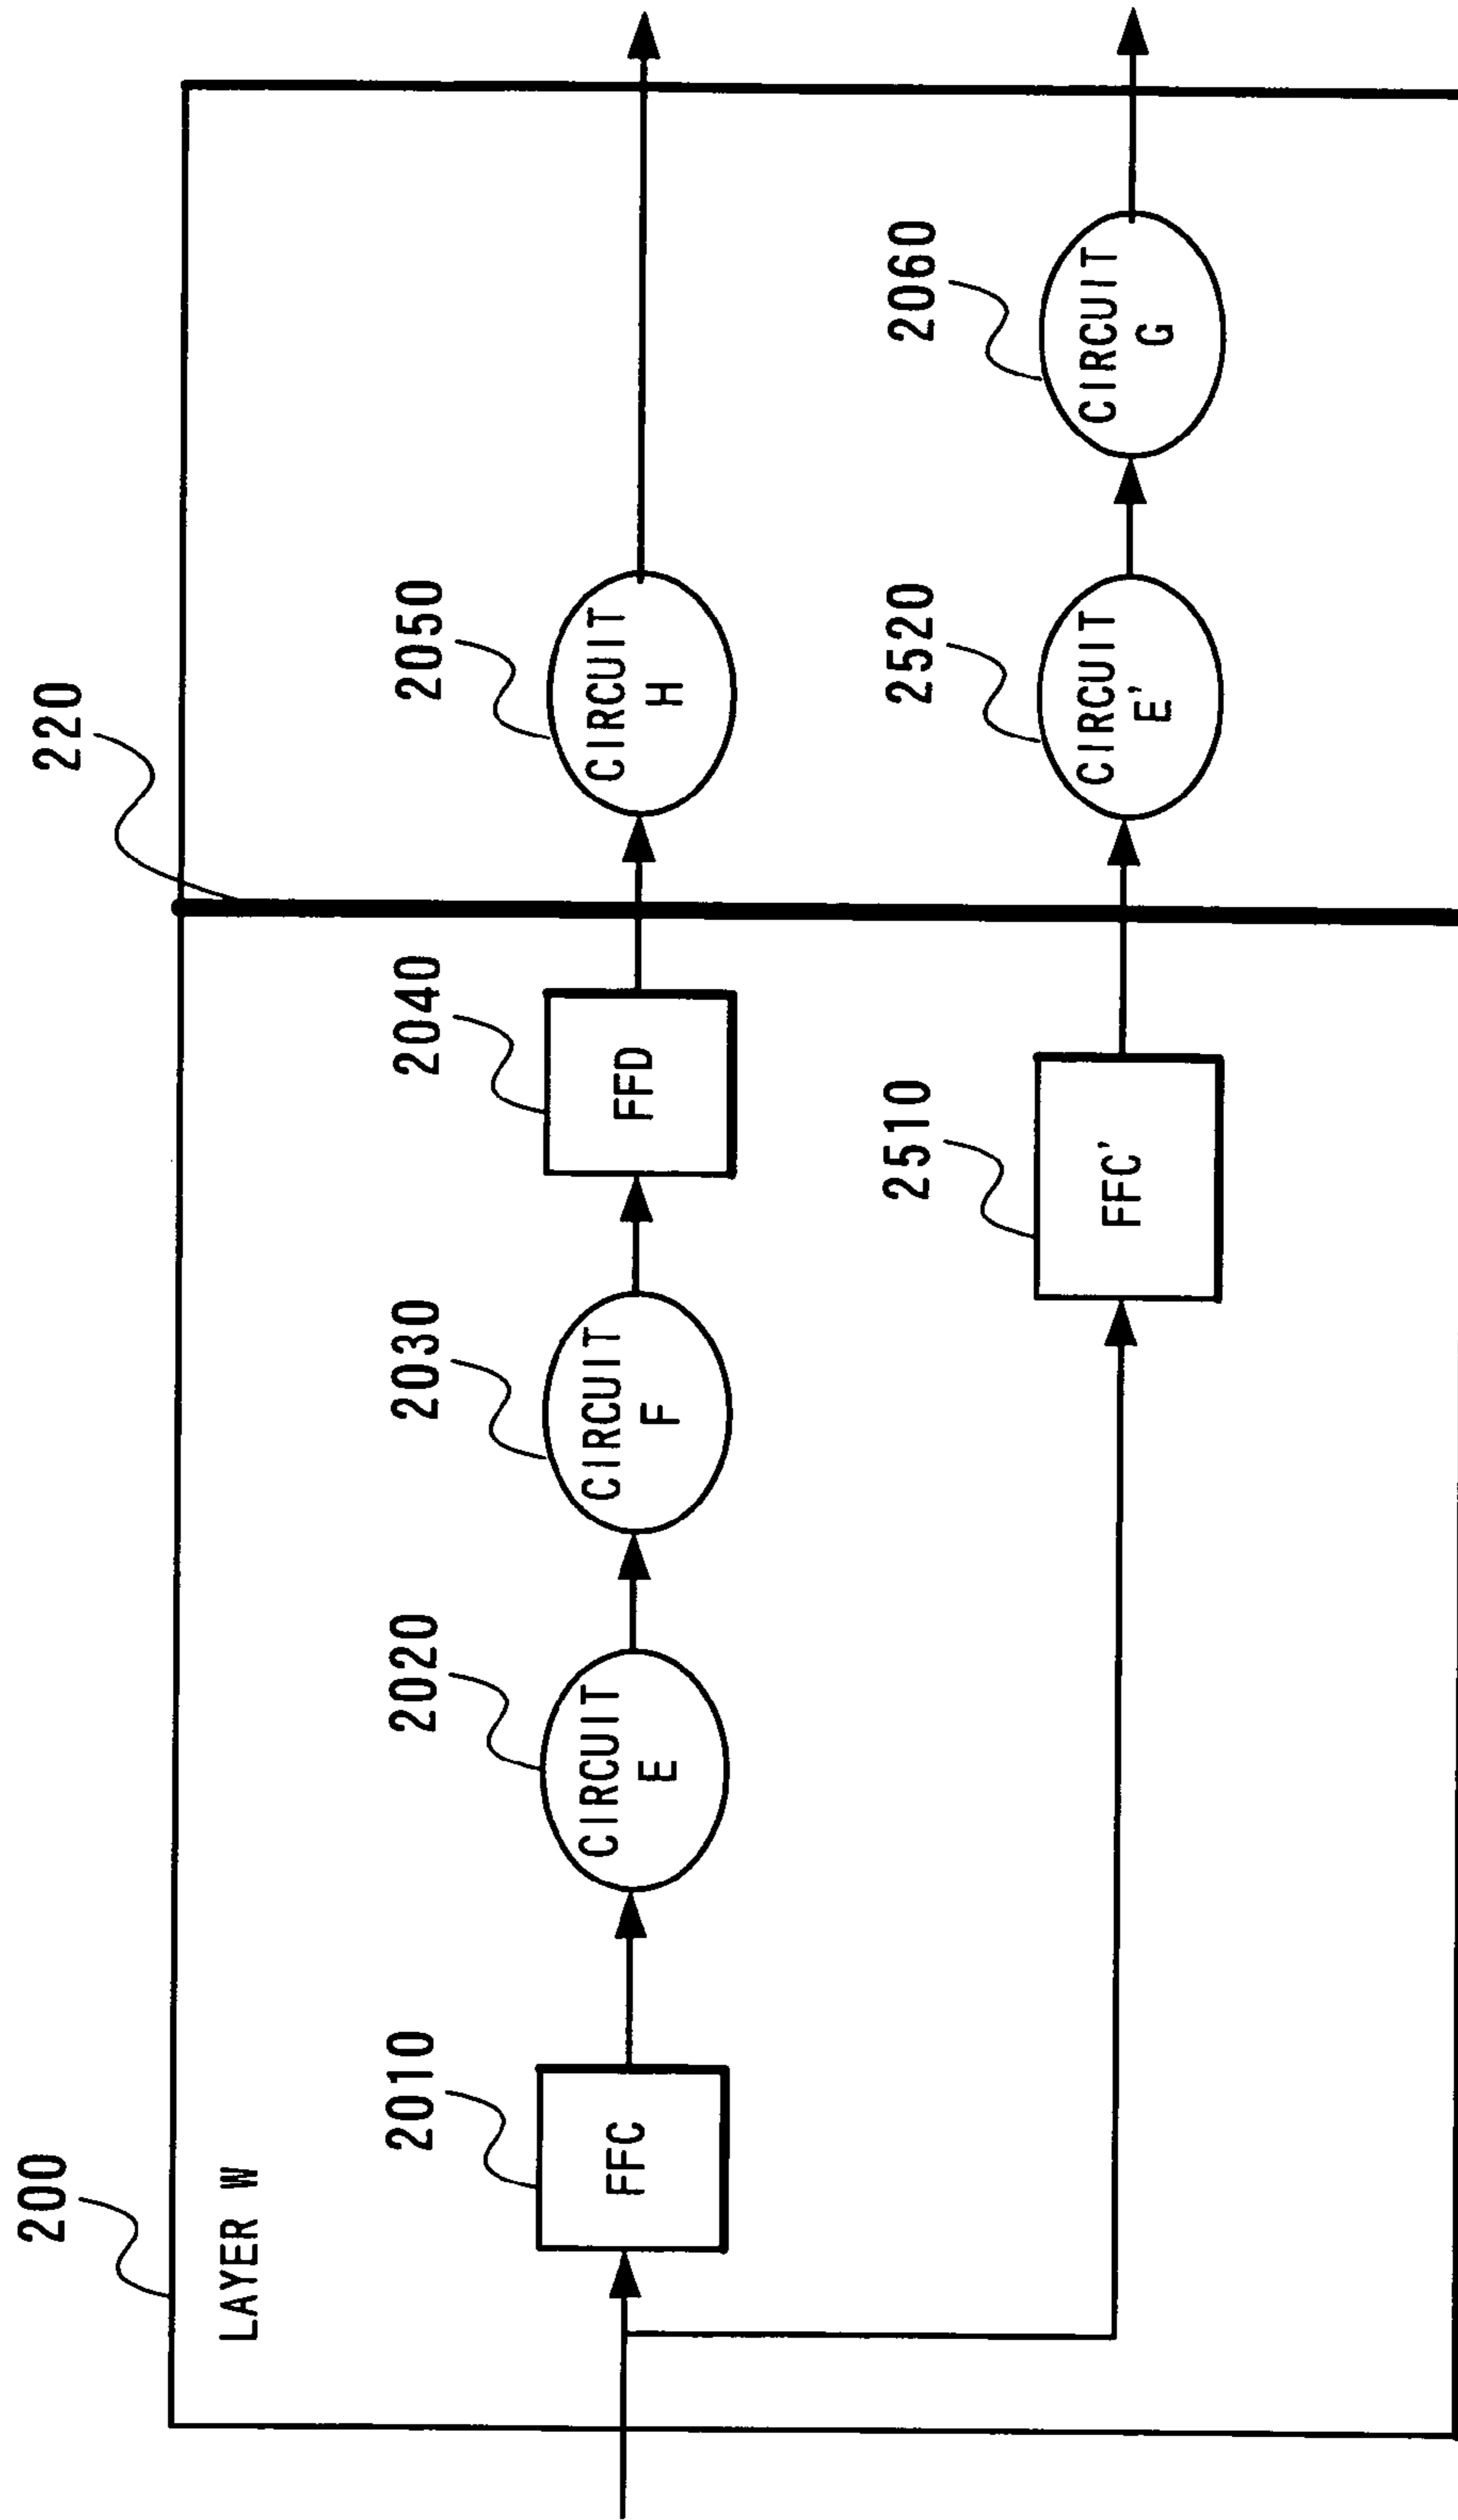 200
220
LAYER W
2010
FFC
2020
CIRCUIT
E
2030
CIRCUIT
F
2040
FFD
2050
CIRCUIT
H
2510
FFC'
2520
CIRCUIT
E'
2060
CIRCUIT
G